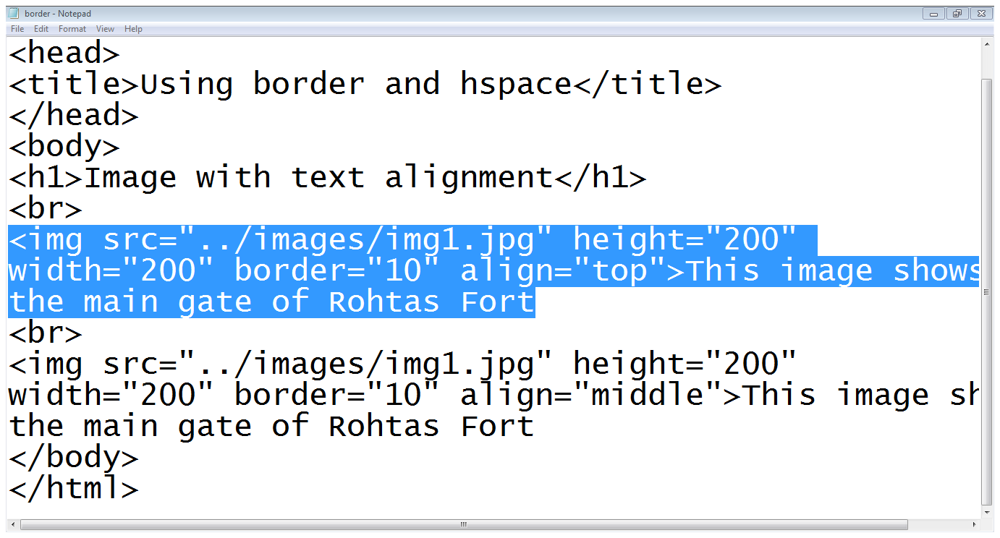 border - Notepad
File Edit Format View Help
<head>
<title>Using border and hspace</title>
</head>
<body>
<h1>Image with text alignment</h1>
<br>
<img src="../images/img1.jpg" height="200"
width="200" border="10" align="top">This image shows
the main gate of Rohtas Fort
<br>
<img src="../images/img1.jpg" height="200"
width="200" border="10" align="middle">This image sh
the main gate of Rohtas Fort
</body>
</html>